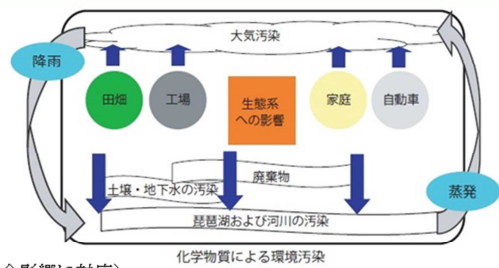 大気汚染
降雨
田畑
工場
生態系
への影響
家庭
自動車
廃棄物
土壌・地下水の汚染
蒸発
琵琶湖および河川の汚染
化学物質による環境汚染